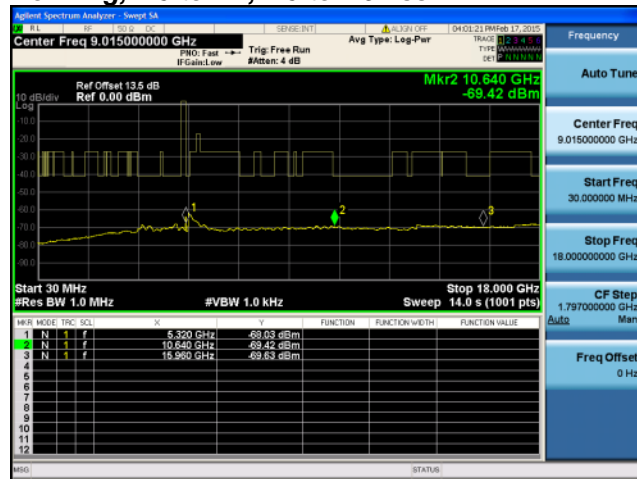 Agilent Spectrum Analyzer - Swept SA
RL RF 50 Ω DC SENSE:INT ALIGN OFF 04:01:21 PM Feb 17, 2015
Center Freq 9.015000000 GHz
PNO: Fast
IFGain:Low
Trig: Free Run
#Atten: 4 dB
Avg Type: Log-Pwr
TRACE 1 2 3 4 5 6
TYPE
DET P N N N N N
Ref Offset 13.5 dB
Ref 0.00 dBm
10 dB/div
Log
Mkr2 10.640 GHz
-69.42 dBm
-10.0
-20.0
-30.0
-40.0
-50.0
-60.0
-70.0
-80.0
-90.0
1
2
3
Start 30 MHz
Stop 18.000 GHz
#Res BW 1.0 MHz
#VBW 1.0 kHz
Sweep 14.0 s (1001 pts)
MKR MODE TRC SCL X Y FUNCTION FUNCTION WIDTH FUNCTION VALUE
1 N 1 f 5.320 GHz -68.03 dBm
2 N 1 f 10.640 GHz -69.42 dBm
3 N 1 f 15.960 GHz -69.63 dBm
4
5
6
7
8
9
10
11
12
MSG
STATUS
Frequency
Auto Tune
Center Freq
9.015000000 GHz
Start Freq
30.000000 MHz
Stop Freq
18.000000000 GHz
CF Step
1.797000000 GHz
Auto Man
Freq Offset
0 Hz